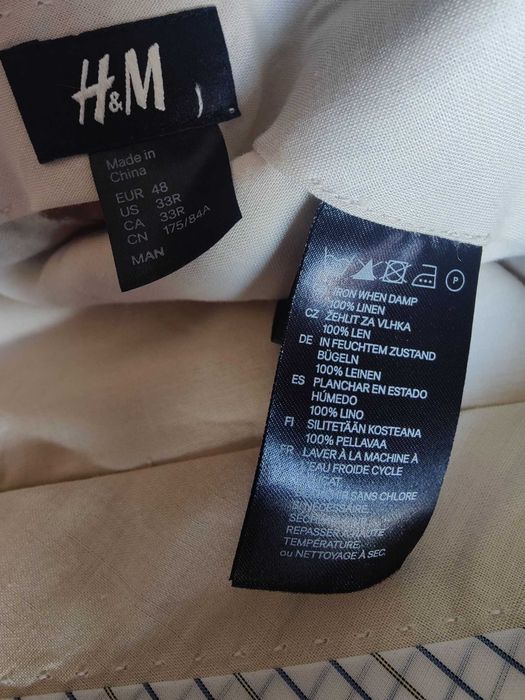 H&M
Made in
China
EUR 48
US 33R
CA 33R
CN 175/84A
MAN
IRON WHEN DAMP
100% LINEN
CZ ŽEHLIT ZA VLHKA
100% LEN
DE IN FEUCHTEM ZUSTAND
BÜGELN
100% LEINEN
ES PLANCHAR EN ESTADO
HÚMEDO
100% LINO
FI SILITETÄÄN KOSTEANA
100% PELLAVAA
FR LAVER À LA MACHINE À
L'EAU FROIDE CYCLE
SANS CHLORE
REPASSER À HAUTE
TEMPÉRATURE;
OU NETTOYAGE À SEC.
P